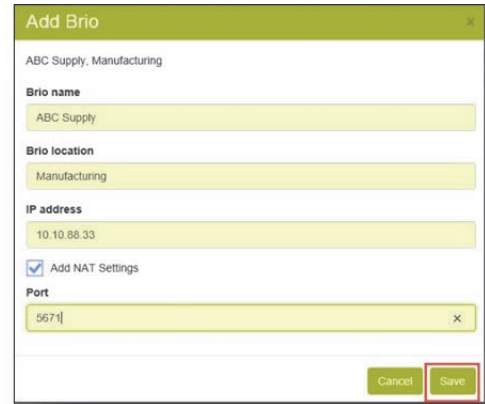 Add Brio
×
ABC Supply, Manufacturing
Brio name
ABC Supply
Brio location
Manufacturing
IP address
10.10.88.33
Add NAT Settings
Port
5671
×
Cancel Save